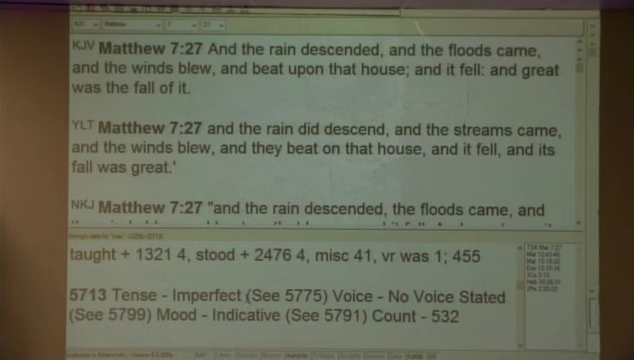 KJV Matthew 7 27
KJV Matthew 7:27 And the rain descended, and the floods came,
and the winds blew, and beat upon that house; and it fell: and great
was the fall of it.
YLT Matthew 7:27 and the rain did descend, and the streams came,
and the winds blew, and they beat on that house, and it fell, and its
fall was great.'
NKJ Matthew 7:27 "and the rain descended, the floods came, and
taught + 1321 4, stood + 2476 4, misc 41, vr was 1; 455
5713 Tense - Imperfect (See 5775) Voice - No Voice Stated
(See 5799) Mood - Indicative (See 5791) Count - 532